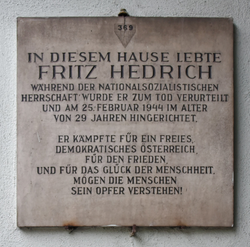 369
IN DIESEM HAUSE LEBTE
FRITZ HEDRICH
WÄHREND DER NATIONALSOZIALISTISCHEN
HERRSCHAFT WURDE ER ZUM TOD VERURTEILT
UND AM 25. FEBRUAR 1944 IM ALTER
VON 29 JAHREN HINGERICHTET.
ER KÄMPFTE FÜR EIN FREIES,
DEMOKRATISCHES ÖSTERREICH,
FÜR DEN FRIEDEN
UND FÜR DAS GLÜCK DER MENSCHHEIT,
MÖGEN DIE MENSCHEN
SEIN OPFER VERSTEHEN!